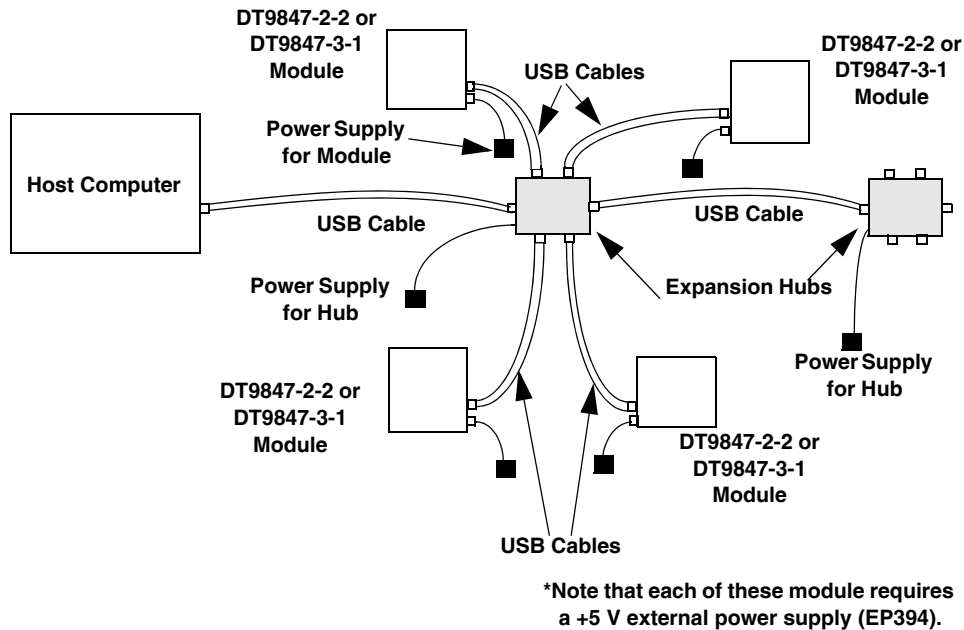 DT9847-2-2 or
DT9847-3-1
Module
USB Cables
DT9847-2-2 or
DT9847-3-1
Module
Power Supply
for Module
Host Computer
USB Cable
USB Cable
Power Supply
for Hub
Expansion Hubs
Power Supply
for Hub
DT9847-2-2 or
DT9847-3-1
Module
DT9847-2-2 or
DT9847-3-1
Module
USB Cables
*Note that each of these module requires
a +5 V external power supply (EP394).